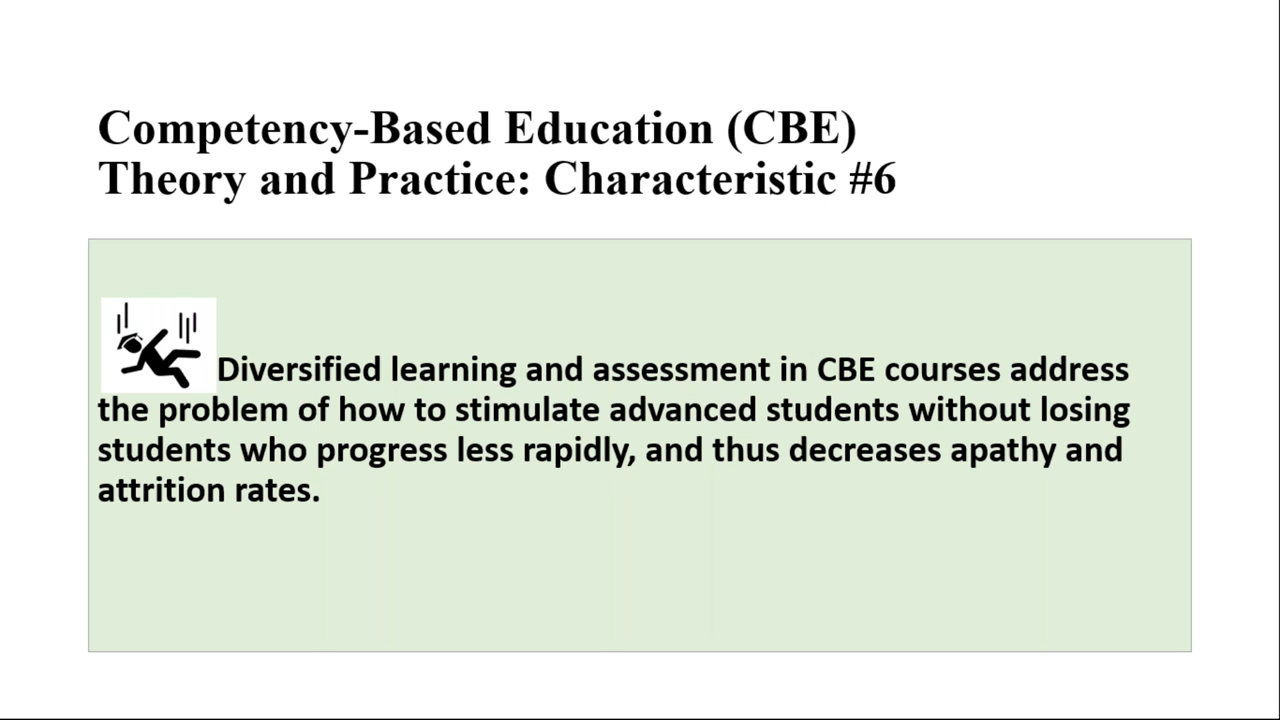 Competency-Based Education (CBE)
Theory and Practice: Characteristic #6
Diversified learning and assessment in CBE courses address
the problem of how to stimulate advanced students without losing
students who progress less rapidly, and thus decreases apathy and
attrition rates.